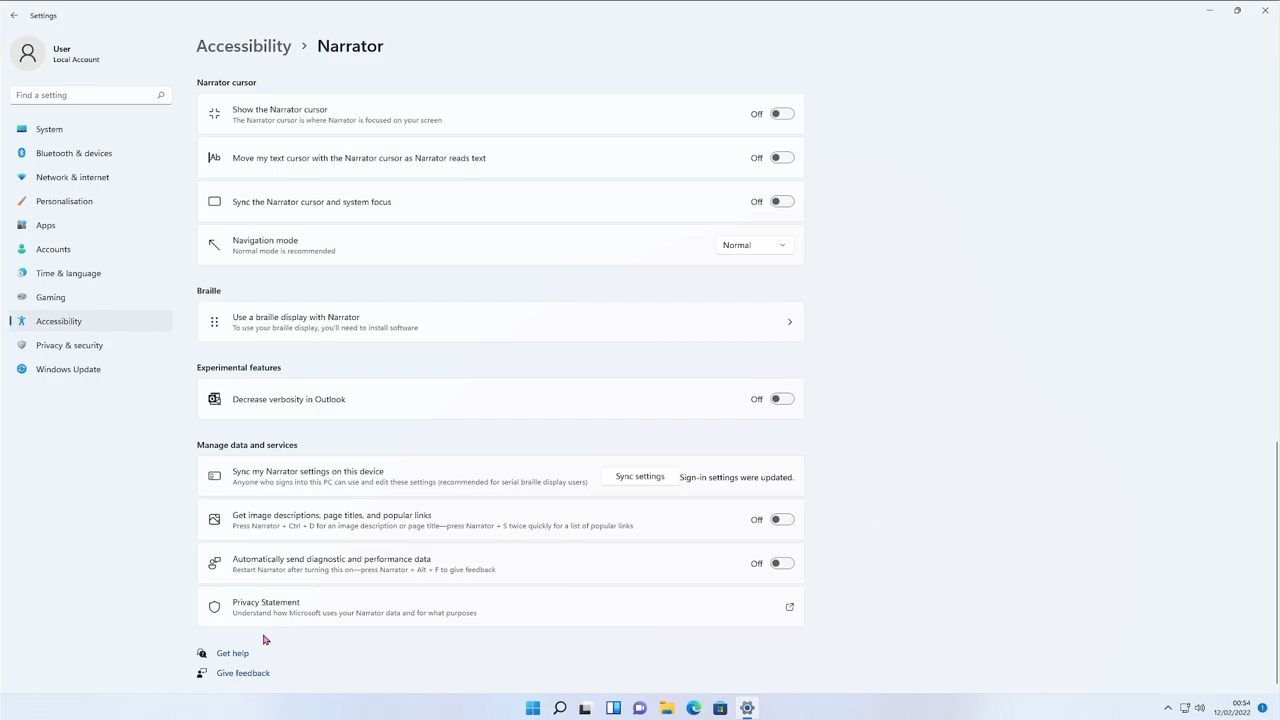 Settings
User
Local Account
Find a setting
System
Bluetooth & devices
Network & internet
Personalisation
Apps
Accounts
Time & language
Gaming
Accessibility
Privacy & security
Windows Update
Accessibility > Narrator
Narrator cursor
Show the Narrator cursor
The Narrator cursor is where Narrator is focused on your screen
Off
Move my text cursor with the Narrator cursor as Narrator reads text
Off
Sync the Narrator cursor and system focus
Off
Navigation mode
Normal mode is recommended
Normal
Braille
Use a braille display with Narrator
To use your braille display, you'll need to install software
Experimental features
Decrease verbosity in Outlook
Off
Manage data and services
Sync my Narrator settings on this device
Anyone who signs into this PC can use and edit these settings (recommended for serial braille display users)
Sync settings
Sign-in settings were updated.
Get image descriptions, page titles, and popular links
Press Narrator + Ctrl + D for an image description or page title—press Narrator + S twice quickly for a list of popular links
Off
Automatically send diagnostic and performance data
Restart Narrator after turning this on—press Narrator + Alt + F to give feedback
Off
Privacy Statement
Understand how Microsoft uses your Narrator data and for what purposes
Get help
Give feedback
00:54
12/02/2022
1